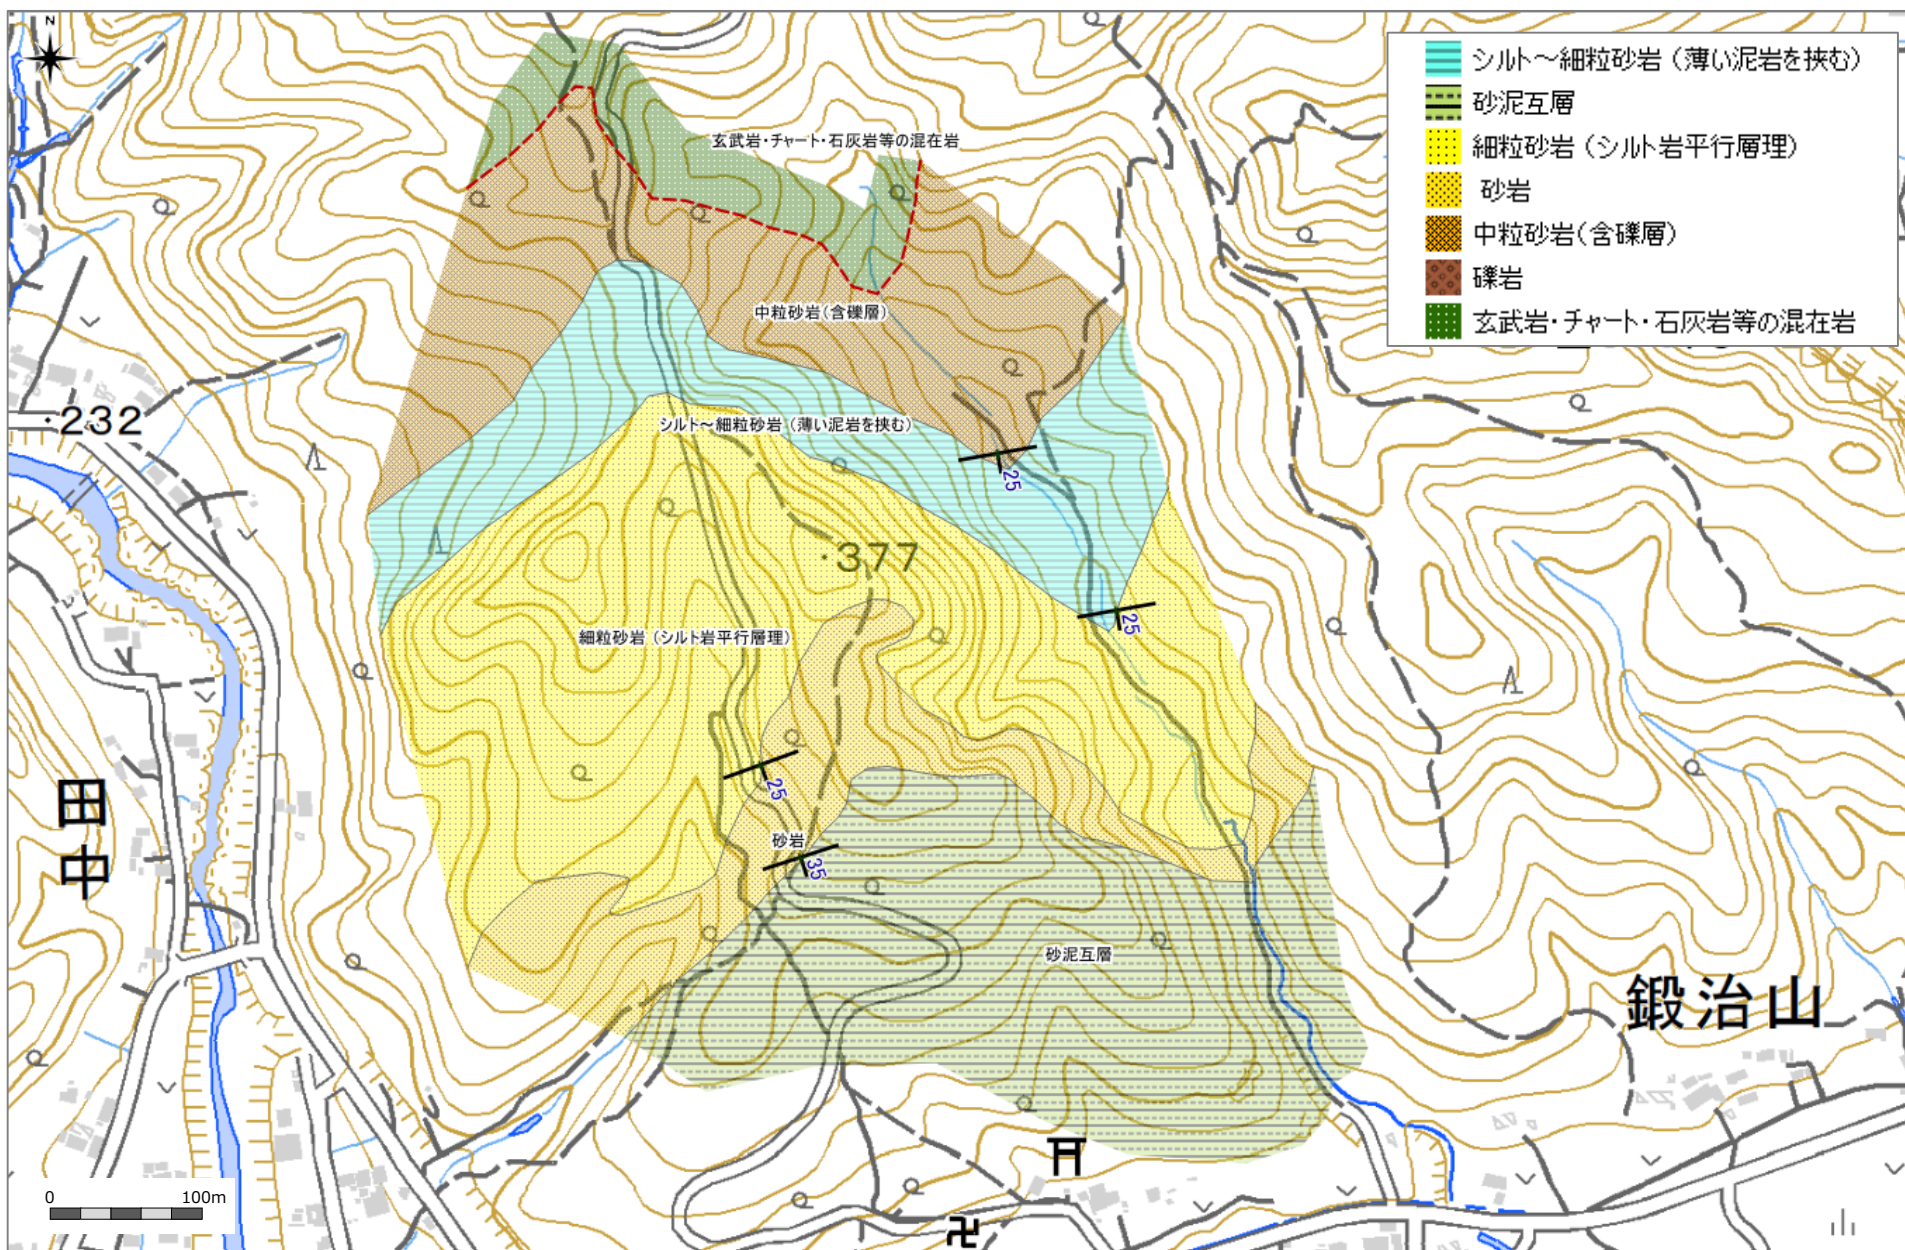 N
シルト～細粒砂岩（薄い泥岩を挟む）
砂泥互層
細粒砂岩（シルト岩平行層理）
砂岩
中粒砂岩（含礫層）
礫岩
玄武岩・チャート・石灰岩等の混在岩
玄武岩・チャート・石灰岩等の混在岩
中粒砂岩（含礫層）
・232
シルト～細粒砂岩（薄い泥岩を挟む）
25
・377
25
細粒砂岩（シルト岩平行層理）
25
田中
砂岩
35
砂泥互層
鍛冶山
0 100m